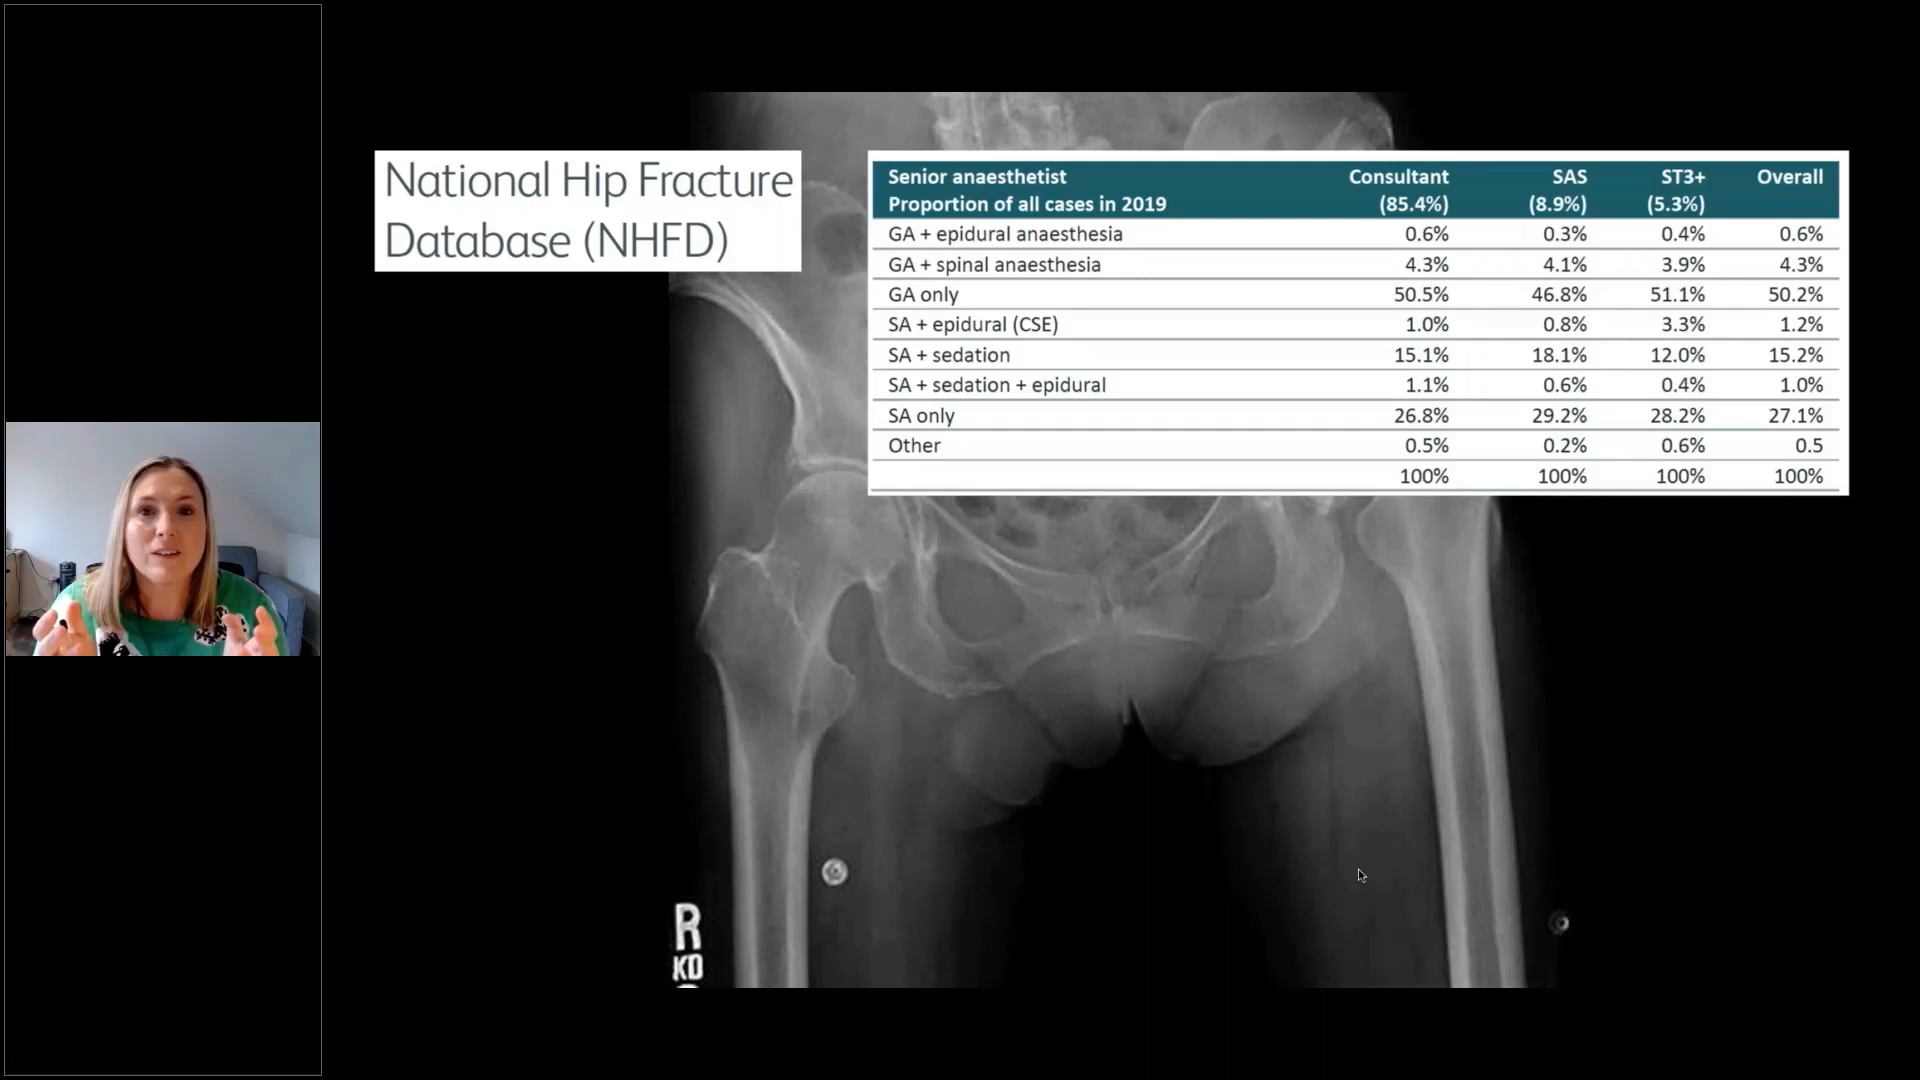 National Hip Fracture
Database (NHFD)
Senior anaesthetist Consultant SAS ST3+ Overall
Proportion of all cases in 2019 (85.4%) (8.9%) (5.3%)
GA + epidural anaesthesia 0.6% 0.3% 0.4% 0.6%
GA + spinal anaesthesia 4.3% 4.1% 3.9% 4.3%
GA only 50.5% 46.8% 51.1% 50.2%
SA + epidural (CSE) 1.0% 0.8% 3.3% 1.2%
SA + sedation 15.1% 18.1% 12.0% 15.2%
SA + sedation + epidural 1.1% 0.6% 0.4% 1.0%
SA only 26.8% 29.2% 28.2% 27.1%
Other 0.5% 0.2% 0.6% 0.5
100% 100% 100% 100%
R
KD